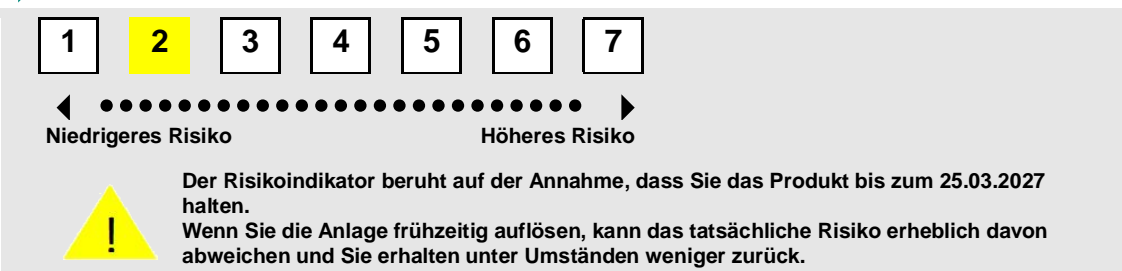 1 2 3 4 5 6 7
Niedrigeres Risiko Höheres Risiko
Der Risikoindikator beruht auf der Annahme, dass Sie das Produkt bis zum 25.03.2027
halten.
Wenn Sie die Anlage frühzeitig auflösen, kann das tatsächliche Risiko erheblich davon
abweichen und Sie erhalten unter Umständen weniger zurück.
!